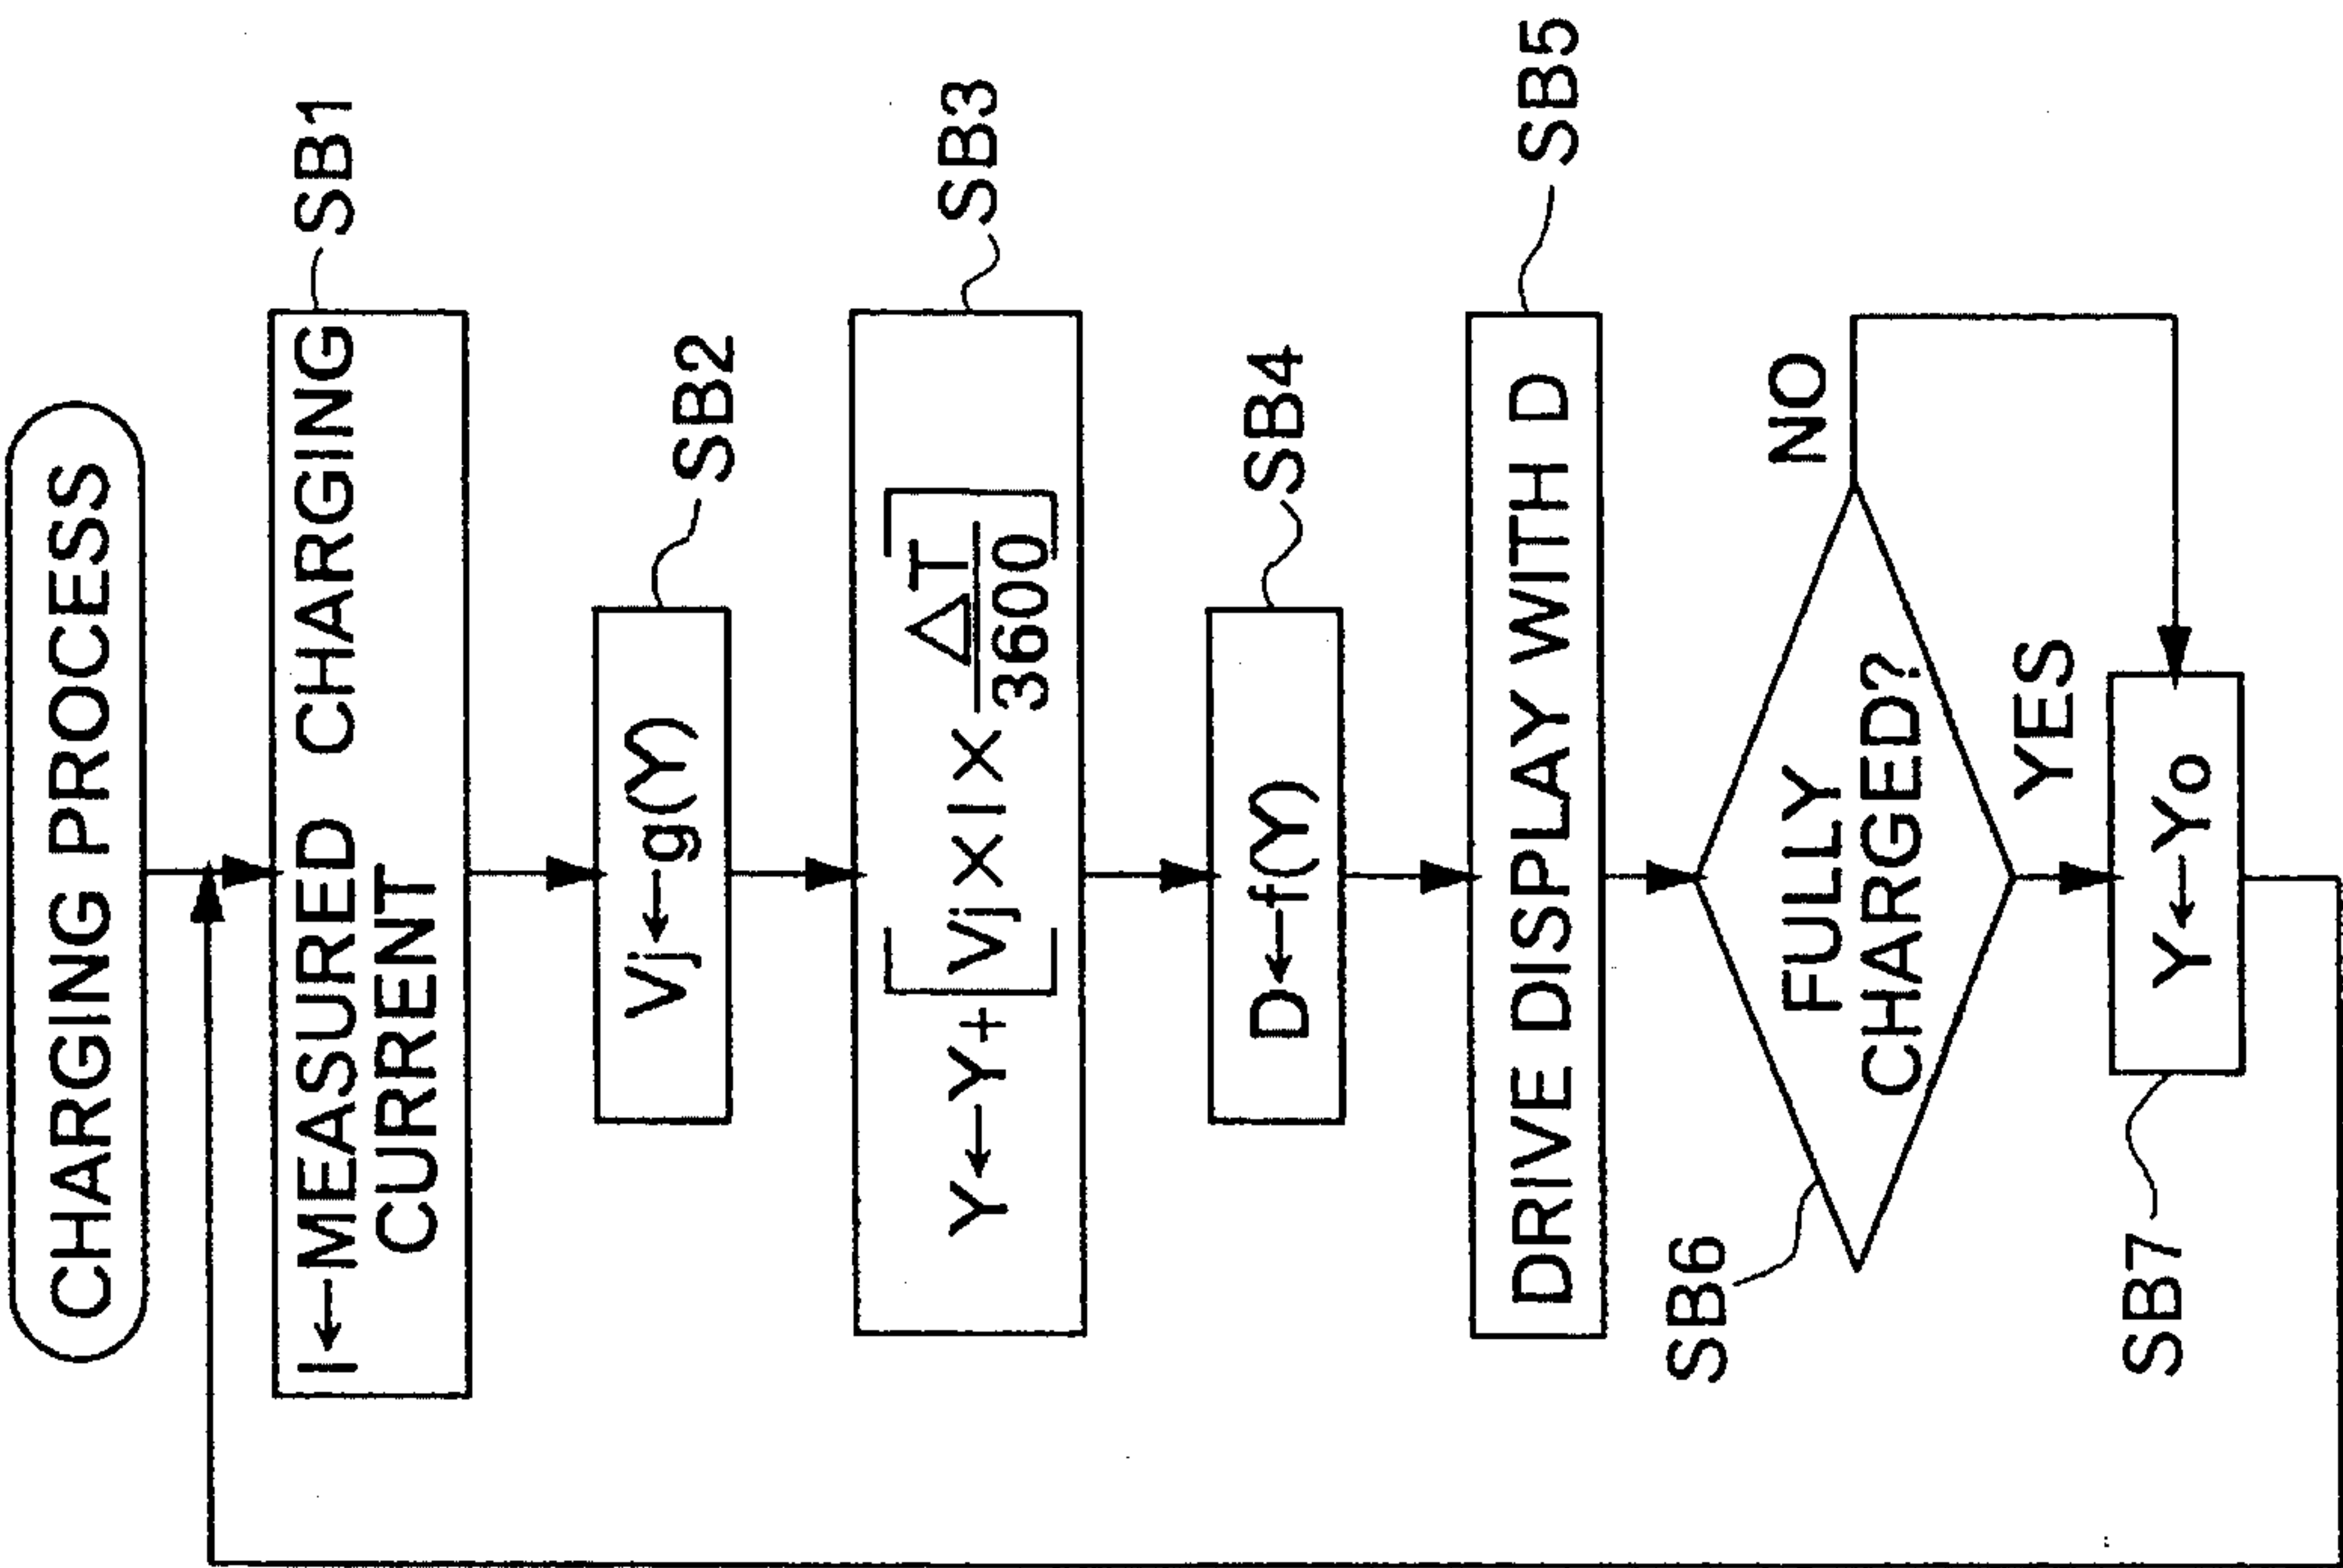 CHARGING PROCESS
I←MEASURED CHARGING
CURRENT
SB1
Vj←g(Y)
SB2
Y←Y+[Vj×I×ΔT/3600]
SB3
D←f(Y)
SB4
DRIVE DISPLAY WITH D
SB5
FULLY
CHARGED?
SB6
NO
YES
Y←Yo
SB7